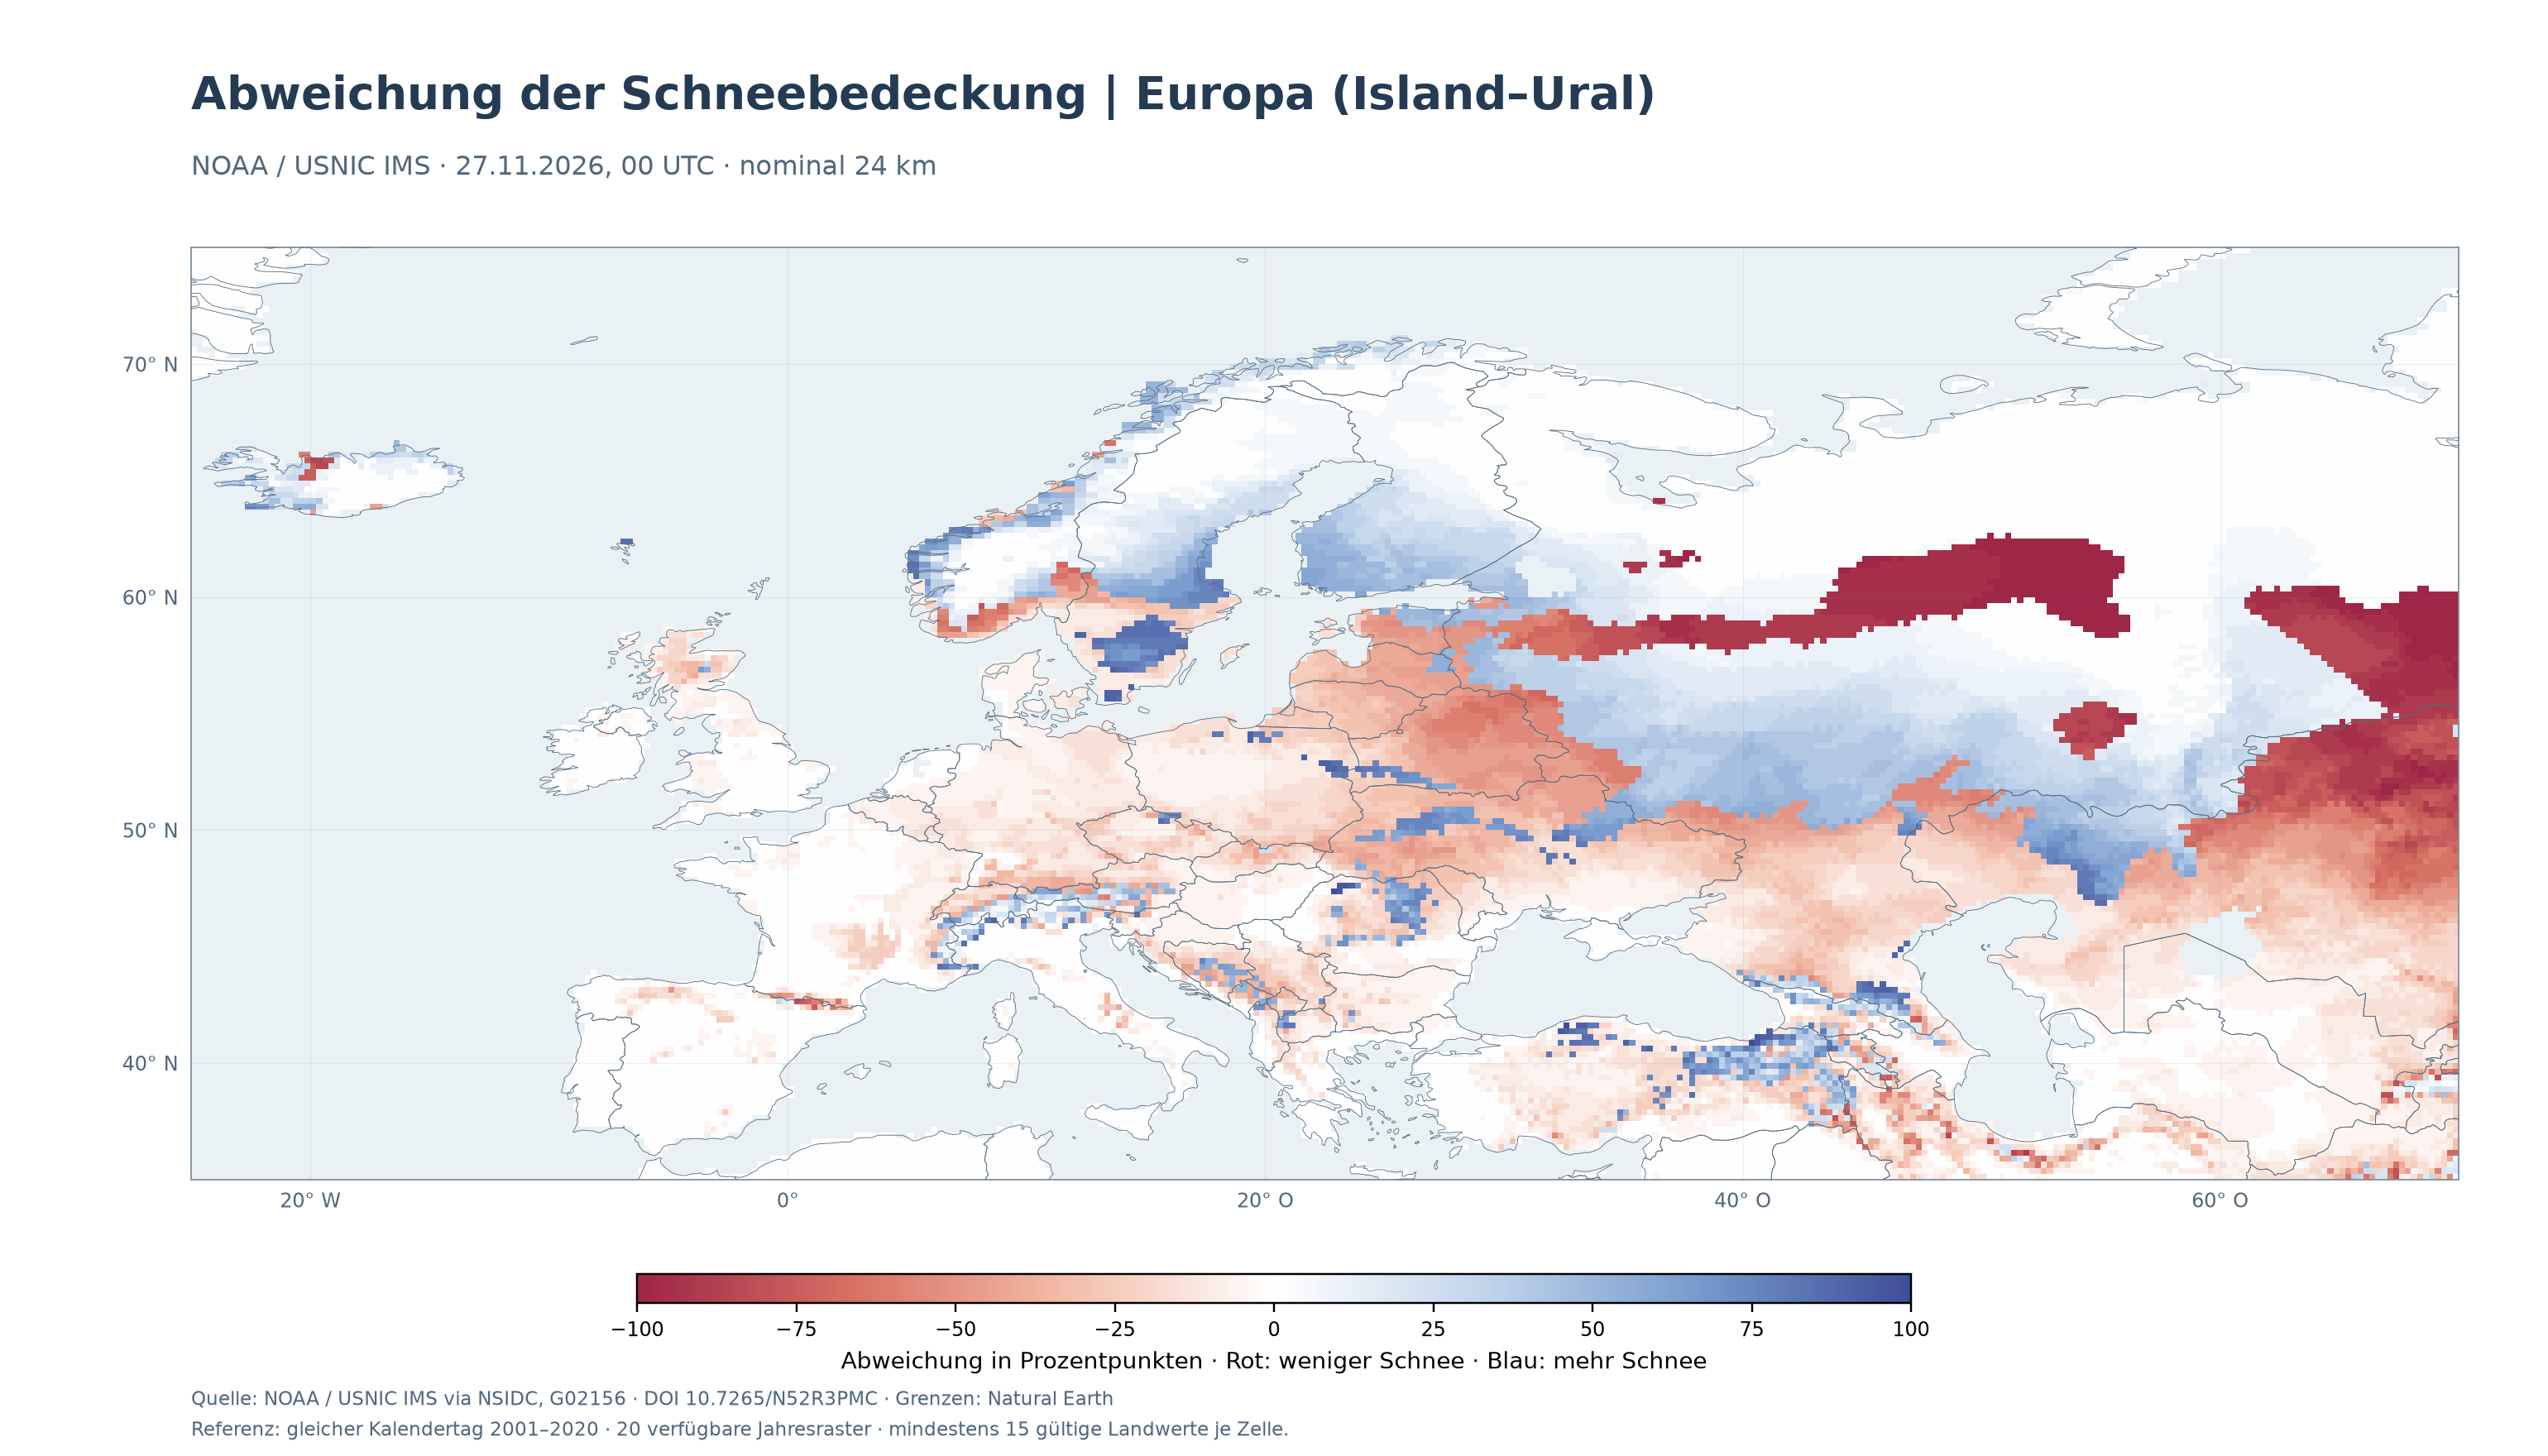 Abweichung der Schneebedeckung | Europa (Island–Ural)
NOAA / USNIC IMS · 27.11.2026, 00 UTC · nominal 24 km
70° N
60° N
50° N
40° N
20° W 0° 20° O 40° O 60° O
−100 −75 −50 −25 0 25 50 75 100
Abweichung in Prozentpunkten · Rot: weniger Schnee · Blau: mehr Schnee
Quelle: NOAA / USNIC IMS via NSIDC, G02156 · DOI 10.7265/N52R3PMC · Grenzen: Natural Earth
Referenz: gleicher Kalendertag 2001–2020 · 20 verfügbare Jahresraster · mindestens 15 gültige Landwerte je Zelle.